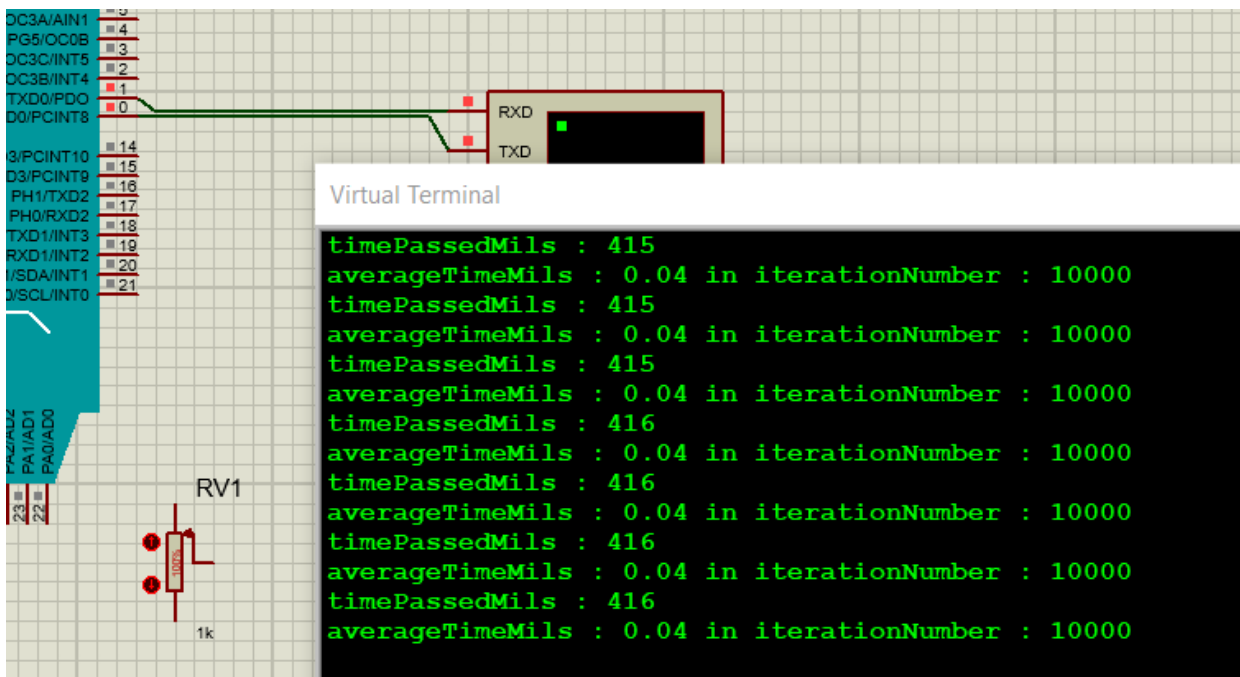 OC3A/AIN1
5
PG5/OC0B
4
OC3C/INT5
3
OC3B/INT4
2
TXD0/PDO
1
D0/PCINT8
0
3/PCINT10
14
D3/PCINT9
15
PH1/TXD2
16
PH0/RXD2
17
TXD1/INT3
18
RXD1/INT2
19
1/SDA/INT1
20
0/SCL/INT0
21
RXD
TXD
Virtual Terminal
timePassedMils : 415
averageTimeMils : 0.04 in iterationNumber : 10000
timePassedMils : 415
averageTimeMils : 0.04 in iterationNumber : 10000
timePassedMils : 415
averageTimeMils : 0.04 in iterationNumber : 10000
timePassedMils : 416
averageTimeMils : 0.04 in iterationNumber : 10000
timePassedMils : 416
averageTimeMils : 0.04 in iterationNumber : 10000
timePassedMils : 416
averageTimeMils : 0.04 in iterationNumber : 10000
timePassedMils : 416
averageTimeMils : 0.04 in iterationNumber : 10000
PA2/AD2
PA1/AD1
PA0/AD0
23
22
RV1
100%
1k